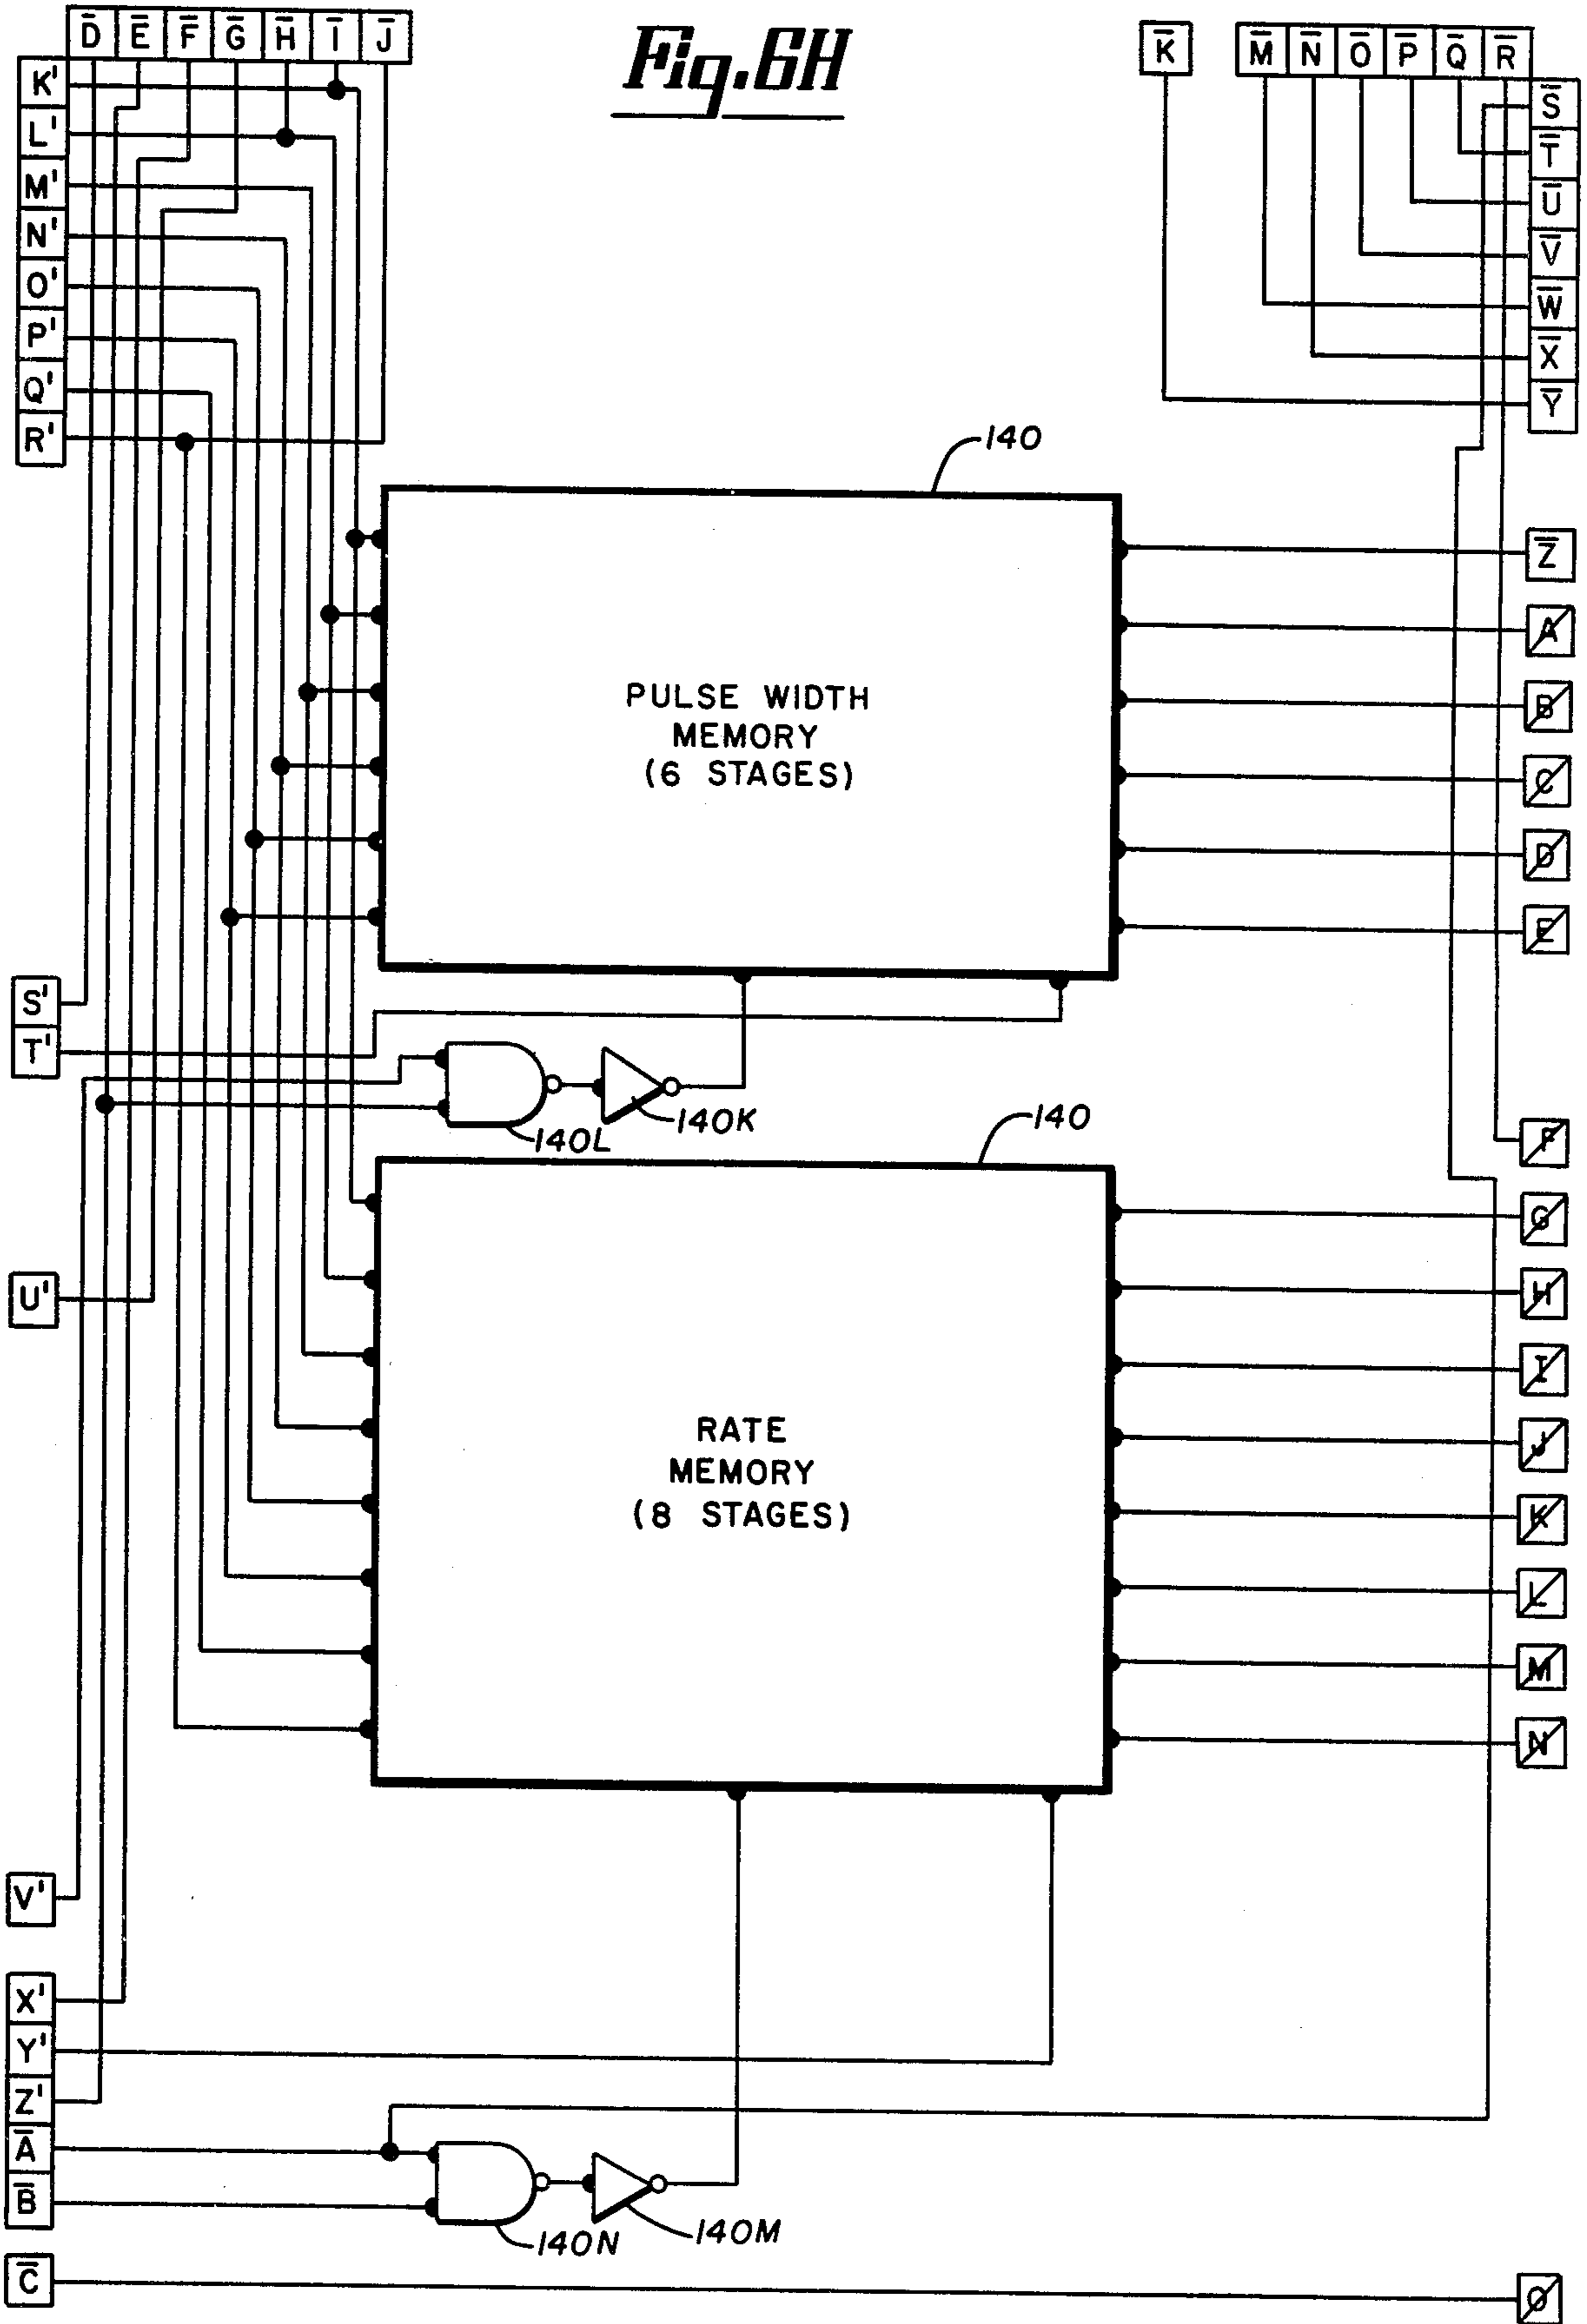 Fig. 6H
D̅ E̅ F̅ G̅ H̅ I̅ J̅
K̅ M̅ N̅ O̅ P̅ Q̅ R̅
K'
L'
M'
N'
O'
P'
Q'
R'
S̅
T̅
U̅
V̅
W̅
X̅
Y̅
140
PULSE WIDTH
MEMORY
(6 STAGES)
Z̅
A̸
B̸
C̸
D̸
E̸
S'
T'
140L
140K
140
U'
RATE
MEMORY
(8 STAGES)
F̸
G̸
H̸
I̸
J̸
K̸
L̸
M̸
N̸
V'
X'
Y'
Z'
A̅
B̅
140N
140M
C̅
O̸